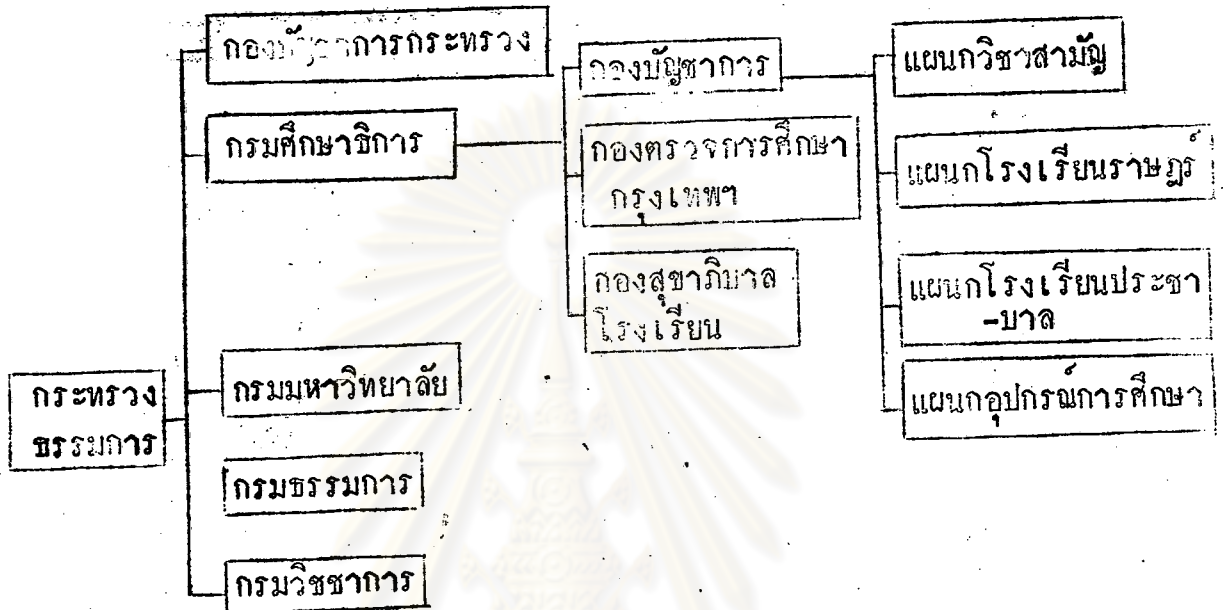 กองบัญชาการกระทรวง
กรมศึกษาธิการ
กรมมหาวิทยาลัย
กรมธรรมการ
กรมวิชชาการ
กระทรวง
ธรรมการ
กองบัญชาการ
กองตรวจการศึกษา
กรุงเทพฯ
กองสุขาภิบาล
โรงเรียน
แผนกวิชาสามัญ
แผนกโรงเรียนราษฎร์
แผนกโรงเรียนประชา
-บาล
แผนกอุปกรณ์การศึกษา